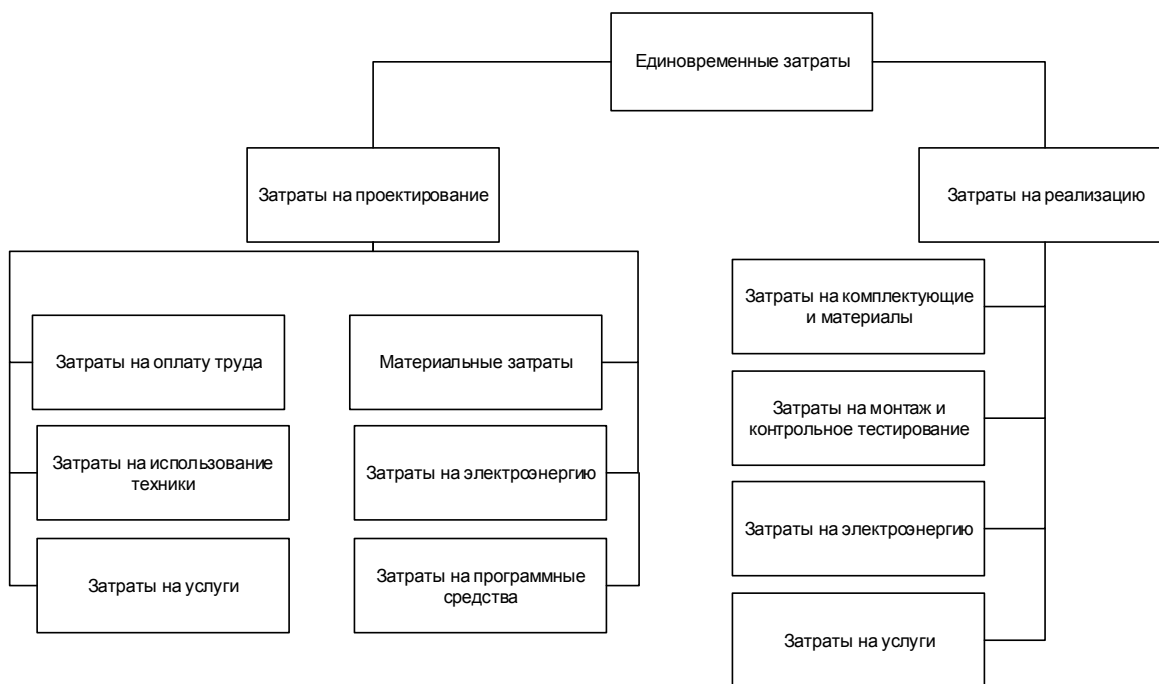 Единовременные затраты
Затраты на проектирование
Затраты на реализацию
Затраты на оплату труда
Затраты на использование
техники
Затраты на услуги
Материальные затраты
Затраты на электроэнергию
Затраты на программные
средства
Затраты на комплектующие
и материалы
Затраты на монтаж и
контрольное тестирование
Затраты на электроэнергию
Затраты на услуги